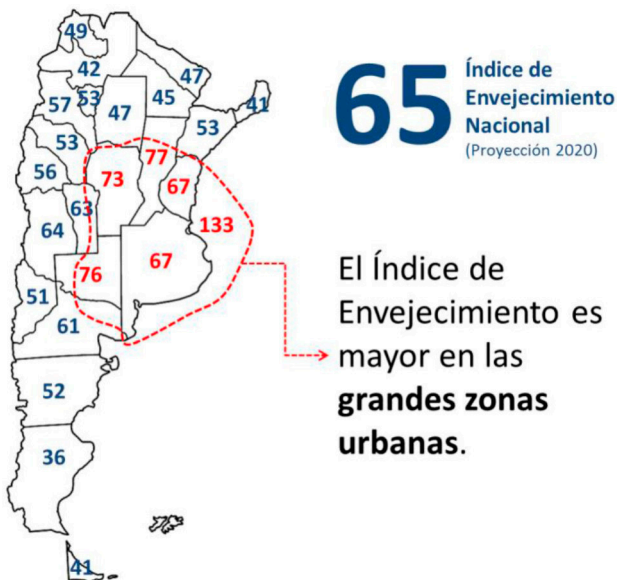 49
42
47
57
53
47
45
41
53
53
77
73
67
56
63
133
64
67
76
51
61
52
36
41
65
Índice de
Envejecimiento
Nacional
(Proyección 2020)
El Índice de
Envejecimiento es
mayor en las
grandes zonas
urbanas.